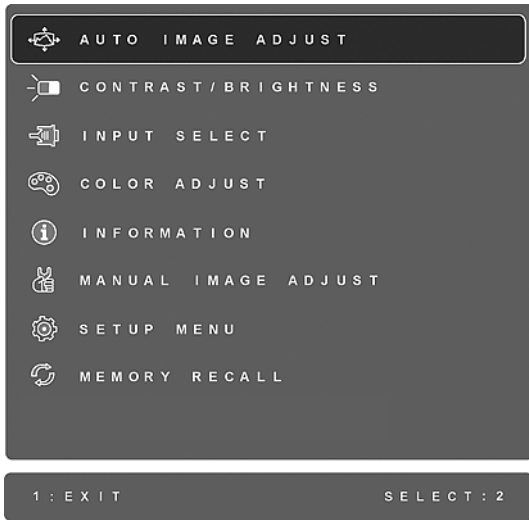 AUTO IMAGE ADJUST
CONTRAST/BRIGHTNESS
INPUT SELECT
COLOR ADJUST
INFORMATION
MANUAL IMAGE ADJUST
SETUP MENU
MEMORY RECALL
1:EXIT SELECT:2